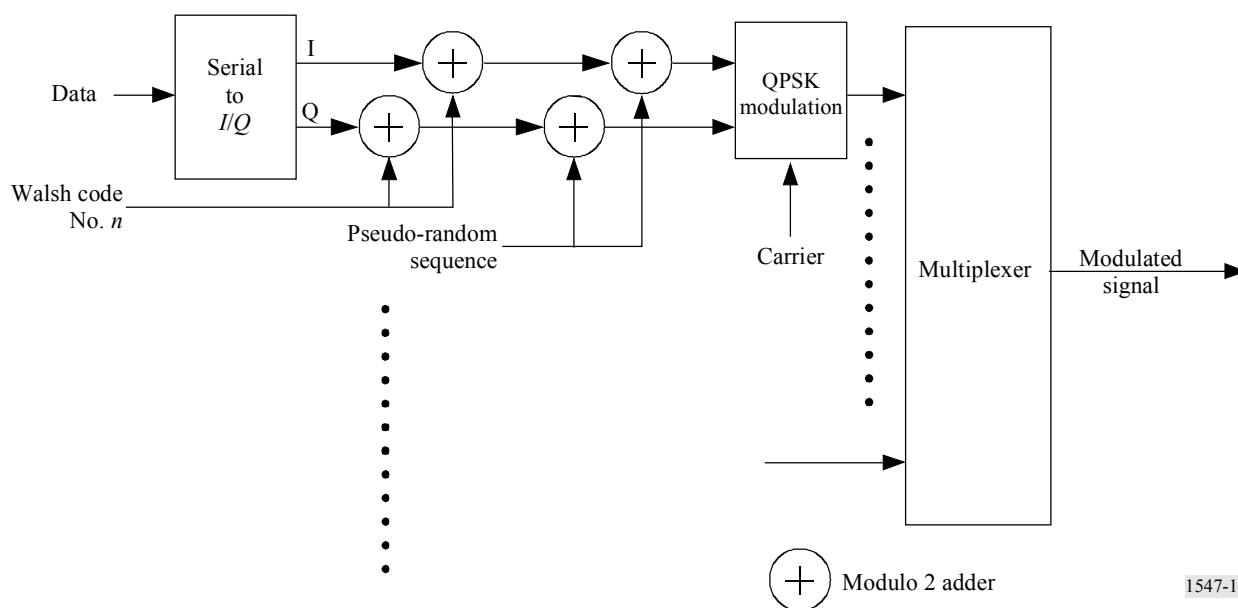 Data
Serial
to
I/Q
I
Q
QPSK
modulation
Walsh code
No. n
Pseudo-random
sequence
Carrier
Multiplexer
Modulated
signal
Modulo 2 adder
1547-1